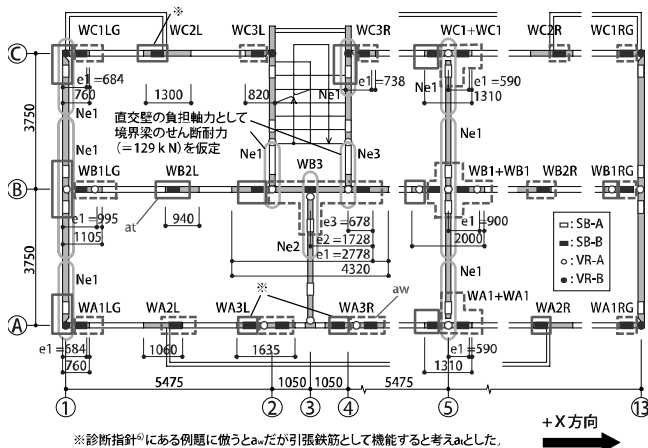 ※
WC1LG WC2L WC3L WC3R WC1+WC1 WC2R WC1RG
C
e1=684
760
1300
820
e1=738
e1=590
1310
Ne1
Ne1
Ne1
Ne1
3750
直交壁の負担軸力として
境界梁のせん断耐力
(=129kN)を仮定
Ne1
Ne3
WB1LG WB2L WB3 WB1+WB1 WB2R WB1RG
B
e1=995
1105
at
940
e3=678
e2=1728
e1=2778
4320
e1=900
2000
Ne2
Ne1
Ne1
3750
□:SB-A
■:SB-B
○:VR-A
●:VR-B
※
aw
WA1LG WA2L WA3L WA3R WA1+WA1 WA2R WA1RG
A
e1=684
760
1060
1635
e1=590
1310
5475 1050 1050 5475
1 2 3 4 5 13
+X方向
※診断指針⁶⁾にある例題に倣うとawだが引張鉄筋として機能すると考えatとした。